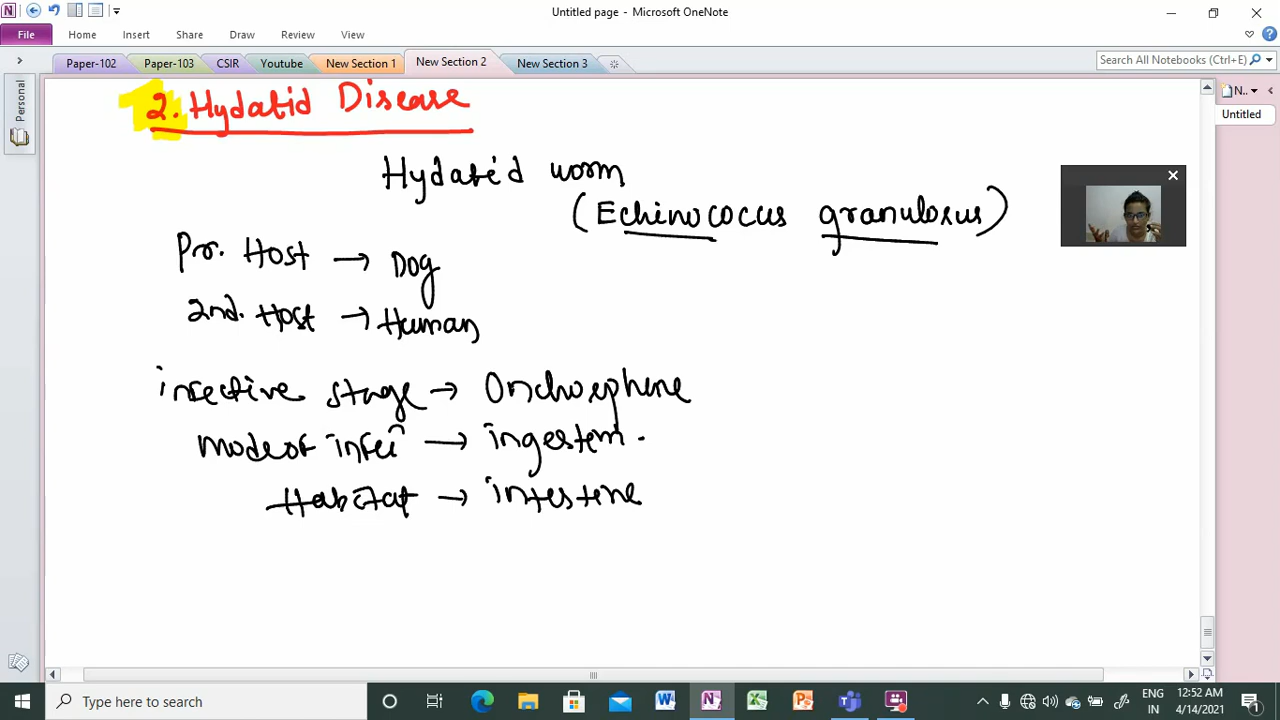 Untitled page - Microsoft OneNote
File Home Insert Share Draw Review View
Paper-102 Paper-103 CSIR Youtube New Section 1 New Section 2 New Section 3
Search All Notebooks (Ctrl+E)
Personal
N..
Untitled
2. Hydatid Disease
Hydatid worm
(Echinococus granulosus)
Pr. Host → Dog
2nd. Host → Human
infective stage → Onchosphere
mode of infec^n → ingestem.
Habitat → intestine
Type here to search
ENG
IN
12:52 AM
4/14/2021